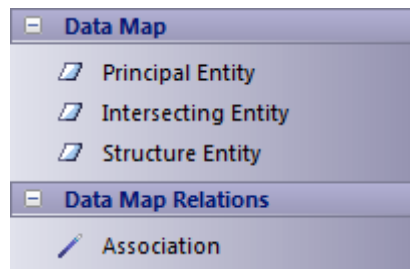 Data Map
Principal Entity
Intersecting Entity
Structure Entity
Data Map Relations
Association